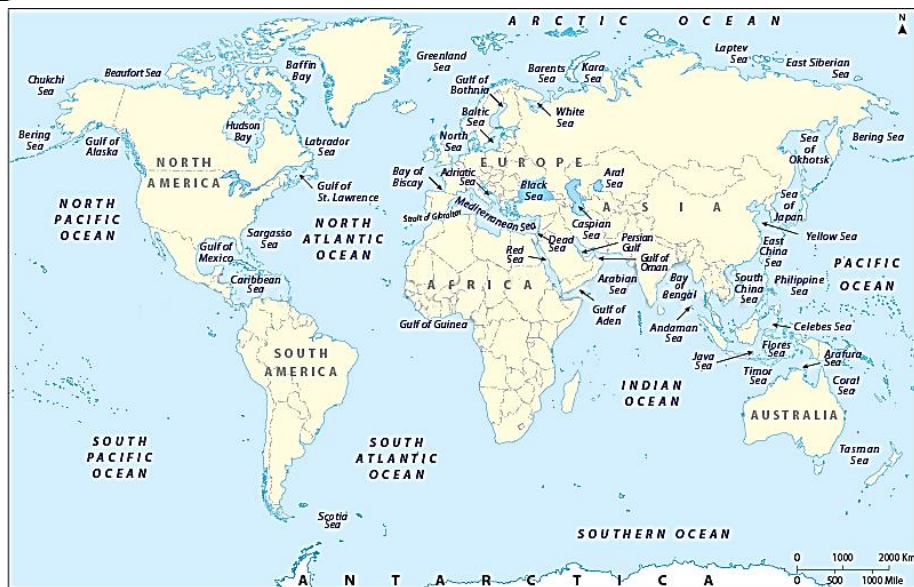 ARCTIC OCEAN
N
Chukchi
Sea
Beaufort Sea
Baffin
Bay
Greenland
Sea
Barents
Sea
Kara
Sea
Laptev
Sea
East Siberian
Sea
Gulf of
Bothnia
Baltic
Sea
White
Sea
Bering
Sea
Gulf of
Alaska
Hudson
Bay
Labrador
Sea
North
Sea
Sea
of
Okhotsk
Bering Sea
NORTH
AMERICA
Gulf of
St. Lawrence
Bay of
Biscay
Adriatic
Sea
EUROPE
Black
Sea
Aral
Sea
ASIA
Sea
of
Japan
NORTH
PACIFIC
OCEAN
Sargasso
Sea
NORTH
ATLANTIC
OCEAN
Strait of Gibraltar
Mediterranean Sea
Caspian
Sea
Yellow Sea
Gulf of
Mexico
Dead
Sea
Persian
Gulf
East
China
Sea
Red
Sea
Gulf of
Oman
PACIFIC
OCEAN
Caribbean
Sea
AFRICA
Arabian
Sea
Bay
of
Bengal
South
China
Sea
Philippine
Sea
Gulf of Guinea
Gulf of
Aden
Andaman
Sea
Celebes Sea
SOUTH
AMERICA
Java
Sea
Flores
Sea
Arafura
Sea
Timor
Sea
Coral
Sea
INDIAN
OCEAN
AUSTRALIA
SOUTH
PACIFIC
OCEAN
SOUTH
ATLANTIC
OCEAN
Tasman
Sea
Scotia
Sea
SOUTHERN OCEAN
0 1000 2000 Km
0 500 1000 Mile
ANTARCTICA